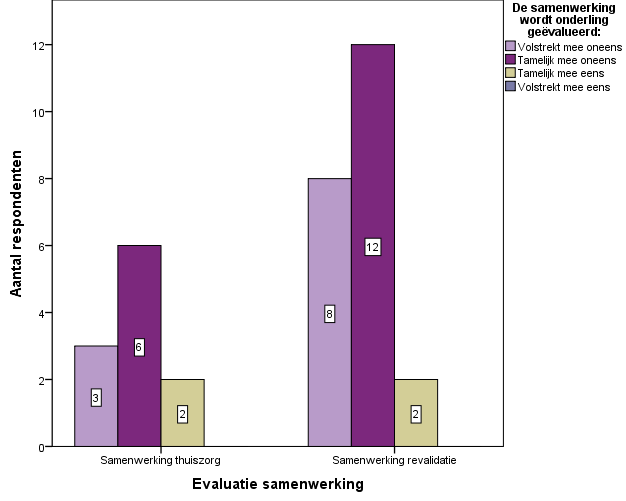 De samenwerking
wordt onderling
geëvalueerd:
Volstrekt mee oneens
Tamelijk mee oneens
Tamelijk mee eens
Volstrekt mee eens
Aantal respondenten
12
10
8
6
4
2
0
3
6
2
8
12
2
Samenwerking thuiszorg
Samenwerking revalidatie
Evaluatie samenwerking